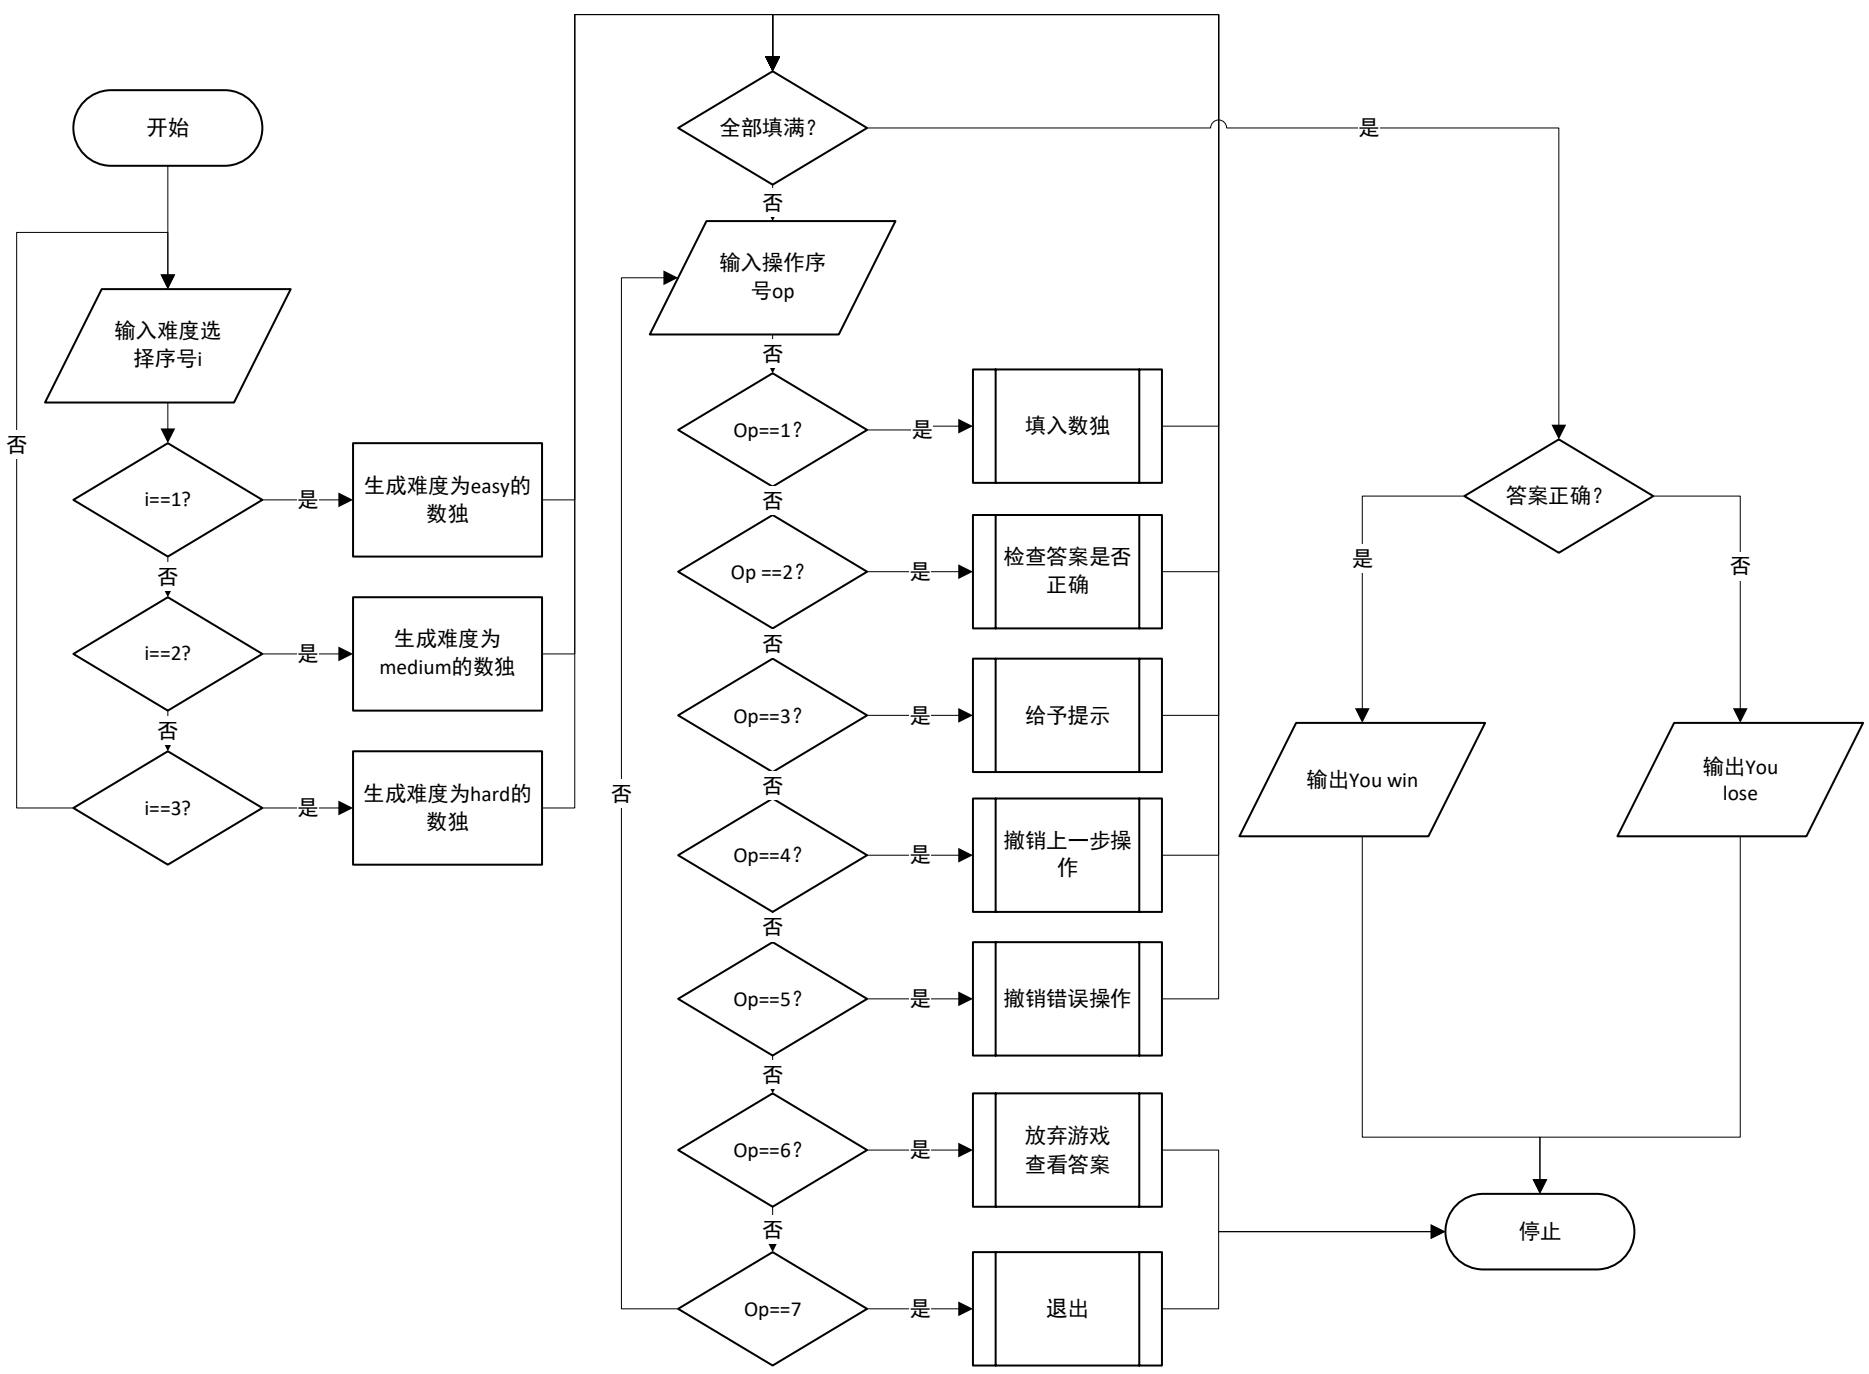 开始
输入难度选
择序号i
i==1?
是
生成难度为easy的
数独
否
i==2?
是
生成难度为
medium的数独
否
i==3?
是
生成难度为hard的
数独
否
全部填满?
是
否
输入操作序
号op
否
Op==1?
是
填入数独
否
Op ==2?
是
检查答案是否
正确
否
Op==3?
是
给予提示
否
Op==4?
是
撤销上一步操
作
否
Op==5?
是
撤销错误操作
否
Op==6?
是
放弃游戏
查看答案
否
Op==7
是
退出
否
答案正确?
是
否
输出You win
输出You
lose
停止